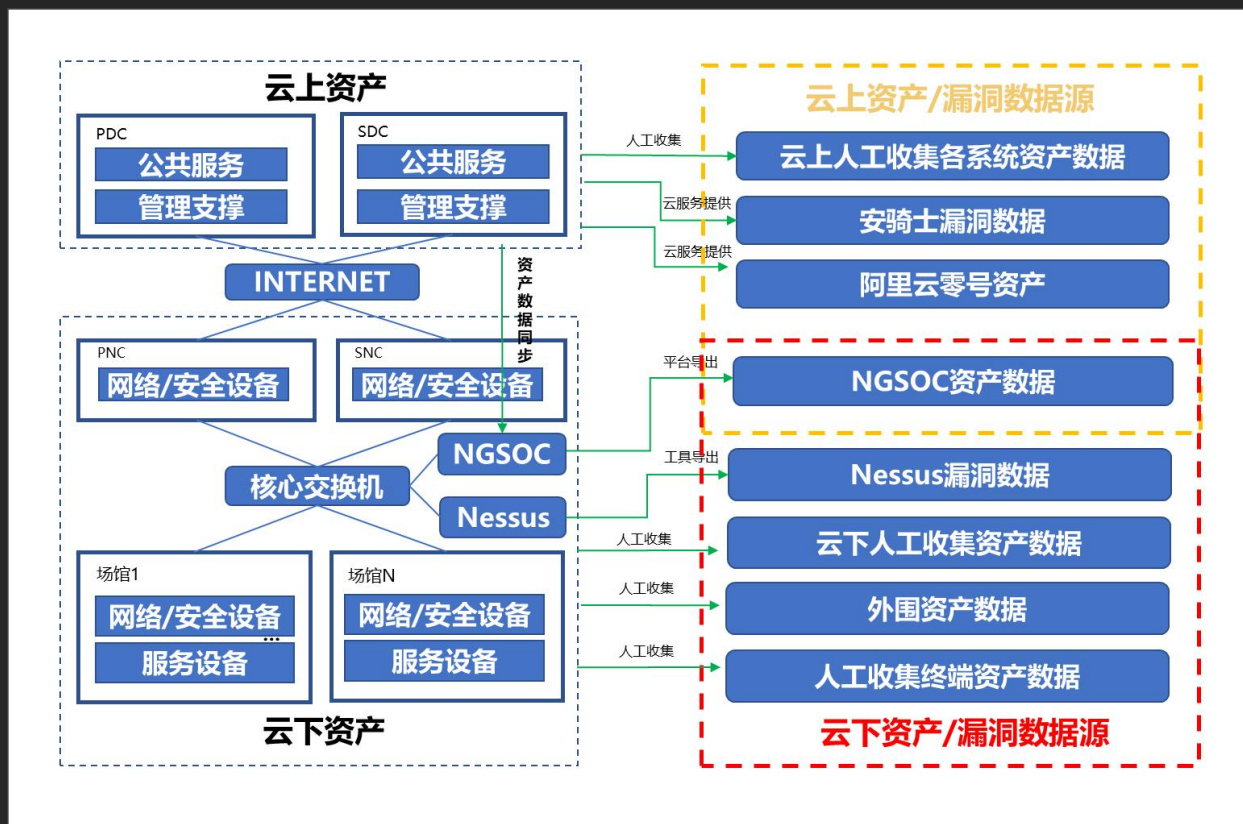 云上资产
PDC
公共服务
管理支撑
SDC
公共服务
管理支撑
INTERNET
资产数据同步
PNC
网络/安全设备
SNC
网络/安全设备
NGSOC
核心交换机
Nessus
场馆1
网络/安全设备
...
服务设备
场馆N
网络/安全设备
服务设备
云下资产
人工收集
云服务提供
云服务提供
平台导出
工具导出
人工收集
人工收集
人工收集
云上资产/漏洞数据源
云上人工收集各系统资产数据
安骑士漏洞数据
阿里云零号资产
NGSOC资产数据
Nessus漏洞数据
云下人工收集资产数据
外围资产数据
人工收集终端资产数据
云下资产/漏洞数据源